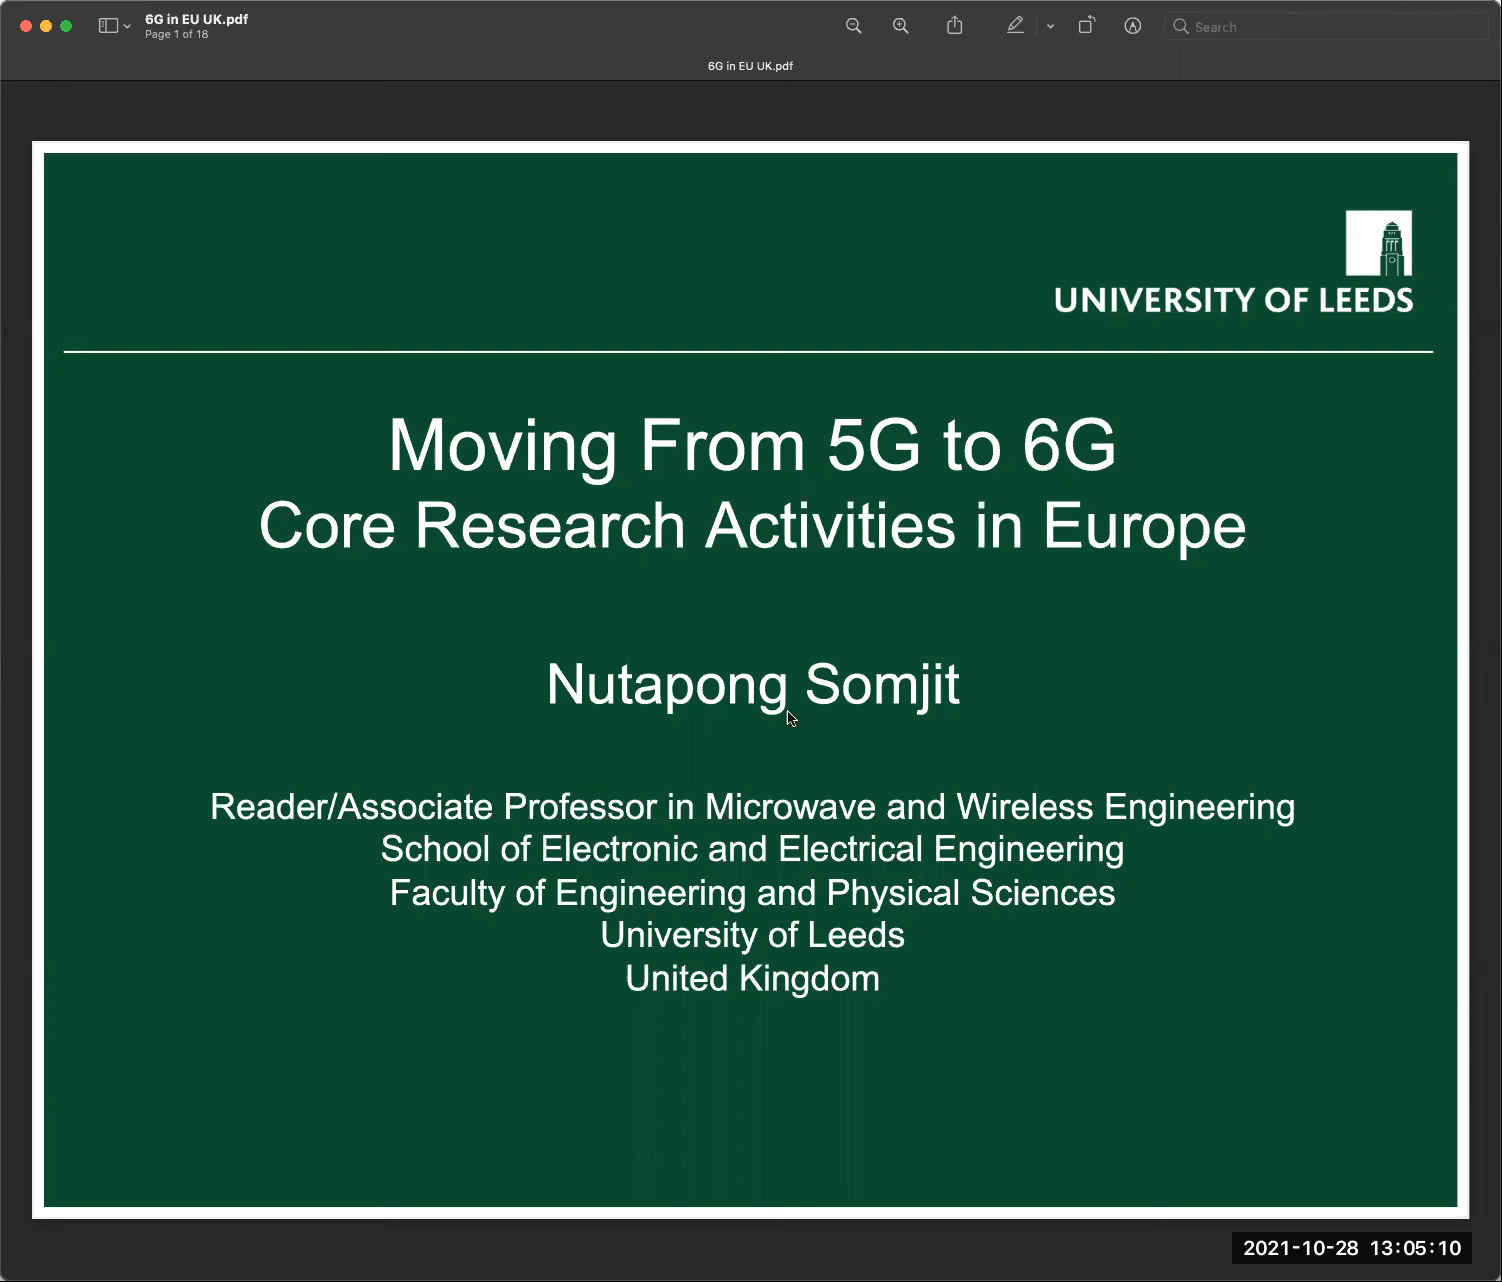 6G in EU UK.pdf
Page 1 of 18
Search
6G in EU UK.pdf
UNIVERSITY OF LEEDS
Moving From 5G to 6G
Core Research Activities in Europe
Nutapong Somjit
Reader/Associate Professor in Microwave and Wireless Engineering
School of Electronic and Electrical Engineering
Faculty of Engineering and Physical Sciences
University of Leeds
United Kingdom
2021-10-28 13:05:10